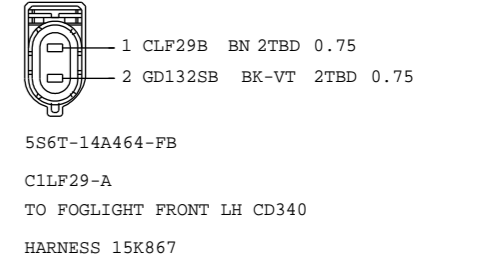 1 CLF29B BN 2TBD 0.75
2 GD132SB BK-VT 2TBD 0.75
5S6T-14A464-FB
C1LF29-A
TO FOGLIGHT FRONT LH CD340
HARNESS 15K867